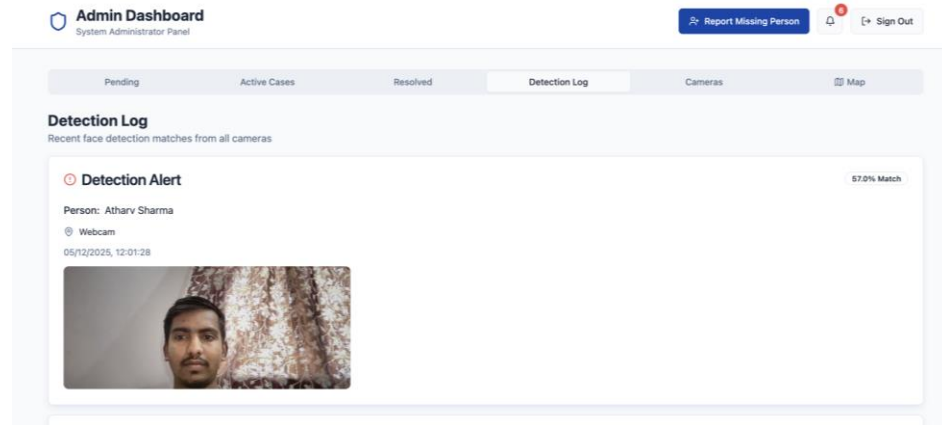 Admin Dashboard
System Administrator Panel
Report Missing Person
6
Sign Out
Pending
Active Cases
Resolved
Detection Log
Cameras
Map
Detection Log
Recent face detection matches from all cameras
Detection Alert
57.0% Match
Person: Atharv Sharma
Webcam
05/12/2025, 12:01:28